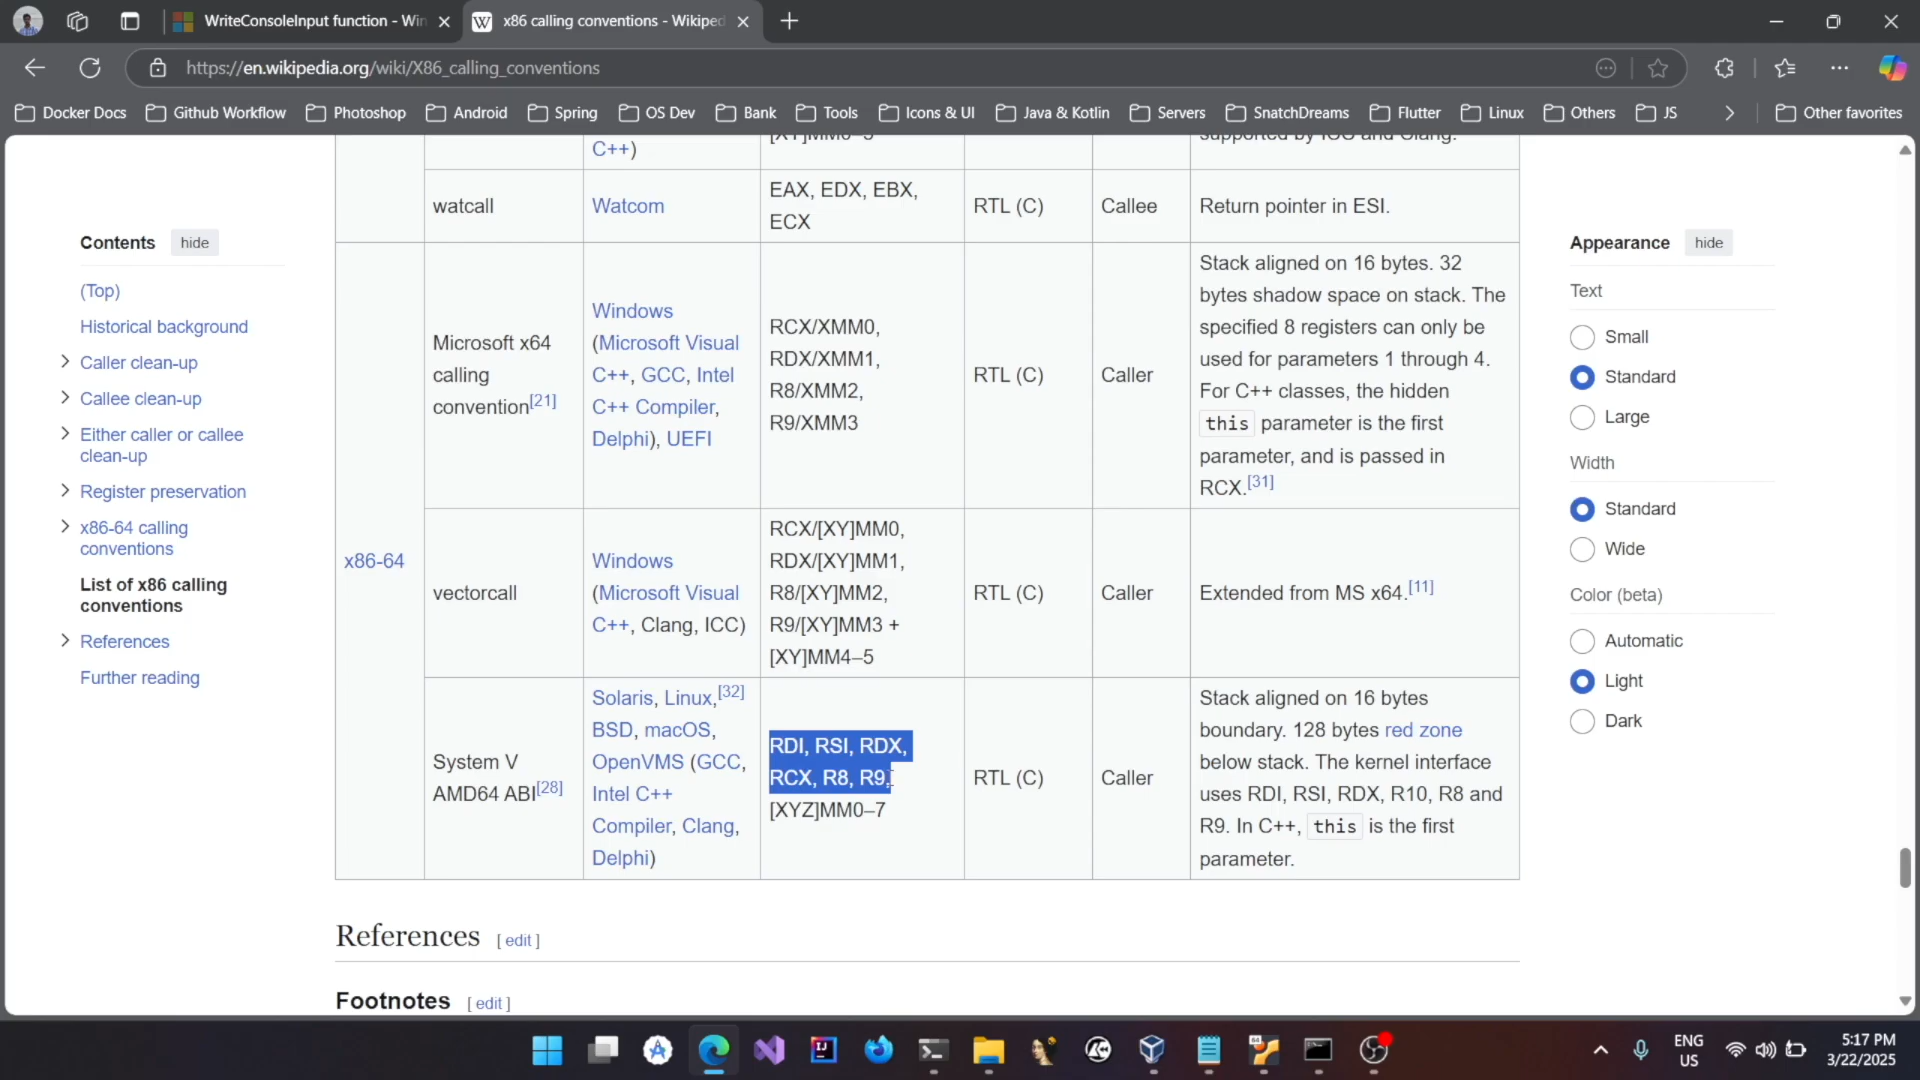 WriteConsoleInput function - Win
x86 calling conventions - Wikiped
https://en.wikipedia.org/wiki/X86_calling_conventions
Docker Docs
Github Workflow
Photoshop
Android
Spring
OS Dev
Bank
Tools
Icons & UI
Java & Kotlin
Servers
SnatchDreams
Flutter
Linux
Others
JS
Other favorites
Contents
hide
(Top)
Historical background
Caller clean-up
Callee clean-up
Either caller or callee
clean-up
Register preservation
x86-64 calling
conventions
List of x86 calling
conventions
References
Further reading
C++)
[XY]MM0–5
supported by ICC and Clang.
watcall
Watcom
EAX, EDX, EBX,
ECX
RTL (C)
Callee
Return pointer in ESI.
x86-64
Microsoft x64
calling
convention[21]
Windows
(Microsoft Visual
C++, GCC, Intel
C++ Compiler,
Delphi), UEFI
RCX/XMM0,
RDX/XMM1,
R8/XMM2,
R9/XMM3
RTL (C)
Caller
Stack aligned on 16 bytes. 32
bytes shadow space on stack. The
specified 8 registers can only be
used for parameters 1 through 4.
For C++ classes, the hidden
this parameter is the first
parameter, and is passed in
RCX.[31]
vectorcall
Windows
(Microsoft Visual
C++, Clang, ICC)
RCX/[XY]MM0,
RDX/[XY]MM1,
R8/[XY]MM2,
R9/[XY]MM3 +
[XY]MM4–5
RTL (C)
Caller
Extended from MS x64.[11]
System V
AMD64 ABI[28]
Solaris, Linux,[32]
BSD, macOS,
OpenVMS (GCC,
Intel C++
Compiler, Clang,
Delphi)
RDI, RSI, RDX,
RCX, R8, R9,
[XYZ]MM0–7
RTL (C)
Caller
Stack aligned on 16 bytes
boundary. 128 bytes red zone
below stack. The kernel interface
uses RDI, RSI, RDX, R10, R8 and
R9. In C++, this is the first
parameter.
References [ edit ]
Footnotes [ edit ]
Appearance
hide
Text
Small
Standard
Large
Width
Standard
Wide
Color (beta)
Automatic
Light
Dark
ENG
US
5:17 PM
3/22/2025